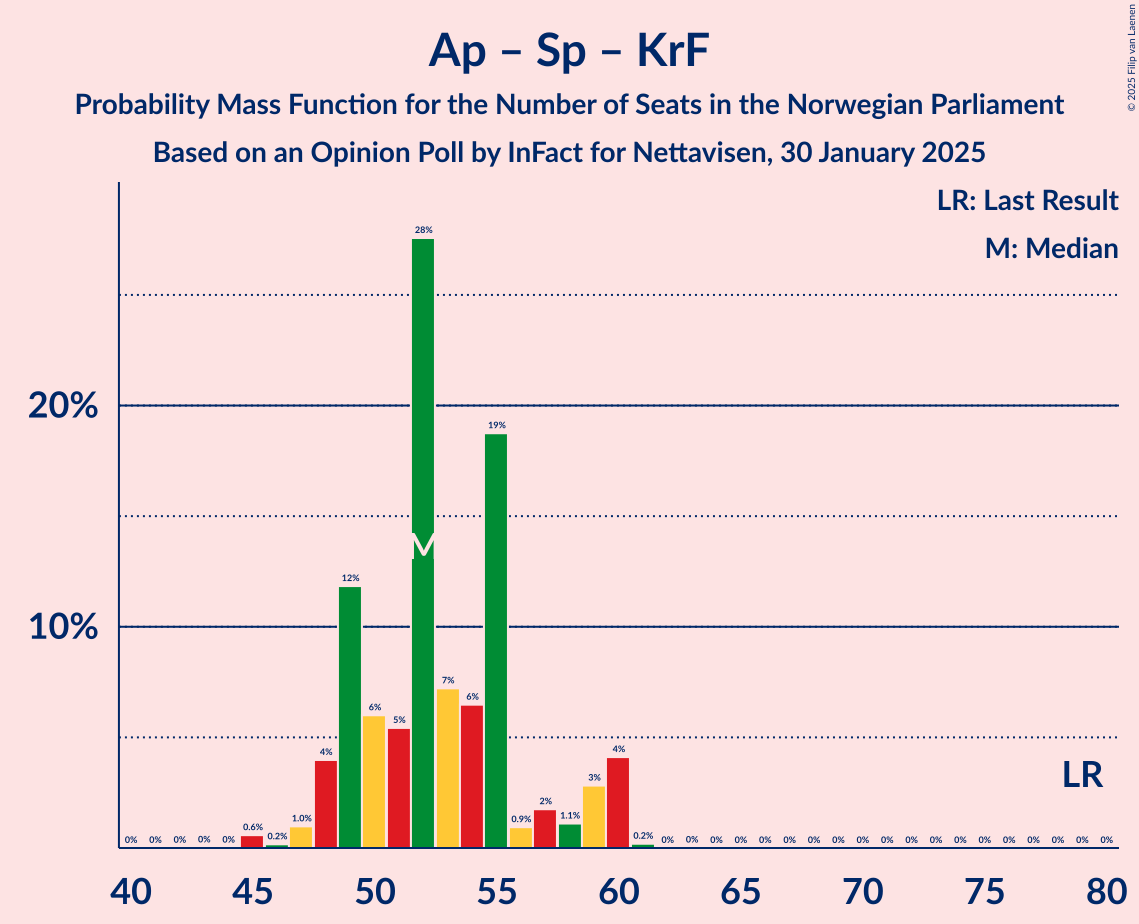 Ap – Sp – KrF
Probability Mass Function for the Number of Seats in the Norwegian Parliament
Based on an Opinion Poll by InFact for Nettavisen, 30 January 2025
© 2025 Filip van Laenen
LR: Last Result
M: Median
28%
20%
19%
M
12%
10%
7%
6%
6%
5%
4%
4%
LR
3%
2%
1.1%
1.0%
0.9%
0.6%
0.2%
0.2%
0% 0% 0% 0% 0% 0% 0% 0% 0% 0% 0% 0% 0% 0% 0% 0% 0% 0% 0% 0% 0% 0% 0% 0%
40 45 50 55 60 65 70 75 80